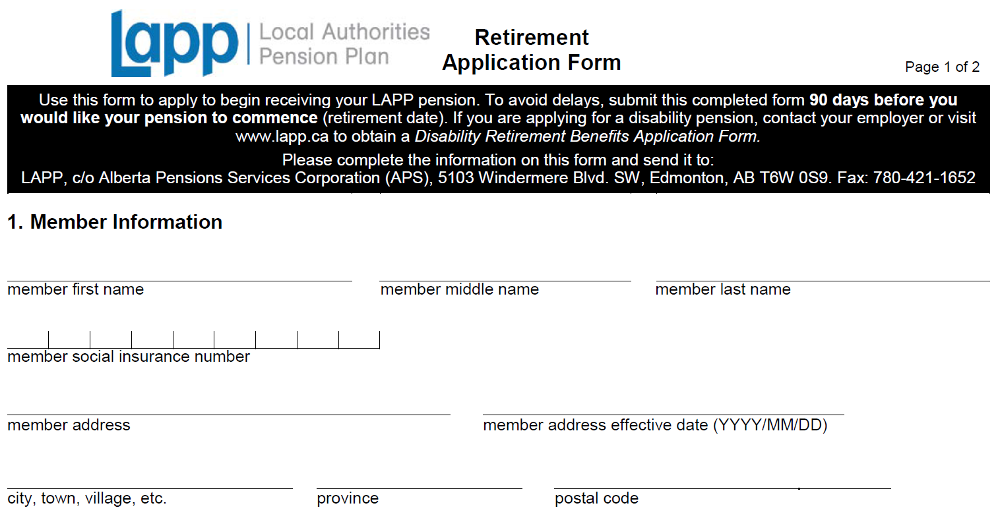 Lapp Local Authorities
Pension Plan
Retirement
Application Form
Page 1 of 2
Use this form to apply to begin receiving your LAPP pension. To avoid delays, submit this completed form 90 days before you
would like your pension to commence (retirement date). If you are applying for a disability pension, contact your employer or visit
www.lapp.ca to obtain a Disability Retirement Benefits Application Form.
Please complete the information on this form and send it to:
LAPP, c/o Alberta Pensions Services Corporation (APS), 5103 Windermere Blvd. SW, Edmonton, AB T6W 0S9. Fax: 780-421-1652
1. Member Information
member first name member middle name member last name
member social insurance number
member address member address effective date (YYYY/MM/DD)
city, town, village, etc. province postal code